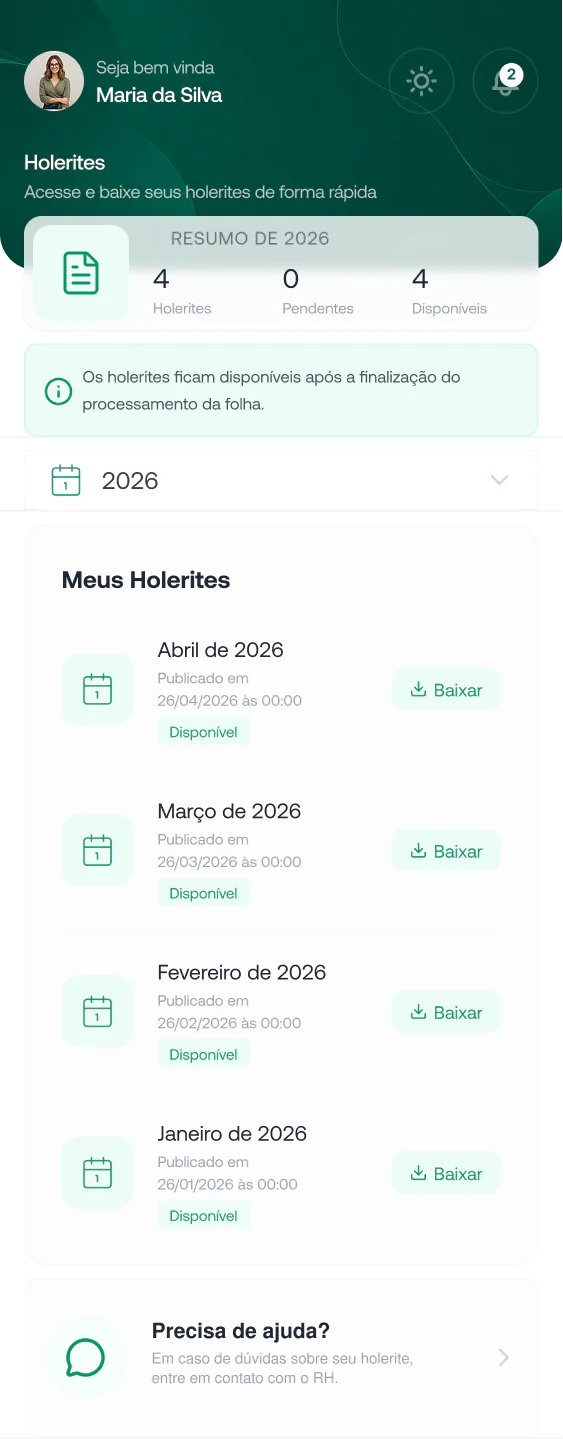 Seja bem vinda
Maria da Silva
2
Holerites
Acesse e baixe seus holerites de forma rápida
RESUMO DE 2026
4
Holerites
0
Pendentes
4
Disponíveis
Os holerites ficam disponíveis após a finalização do
processamento da folha.
1
2026
Meus Holerites
1
Abril de 2026
Publicado em
26/04/2026 às 00:00
Disponível
Baixar
1
Março de 2026
Publicado em
26/03/2026 às 00:00
Disponível
Baixar
1
Fevereiro de 2026
Publicado em
26/02/2026 às 00:00
Disponível
Baixar
1
Janeiro de 2026
Publicado em
26/01/2026 às 00:00
Disponível
Baixar
Precisa de ajuda?
Em caso de dúvidas sobre seu holerite,
entre em contato com o RH.